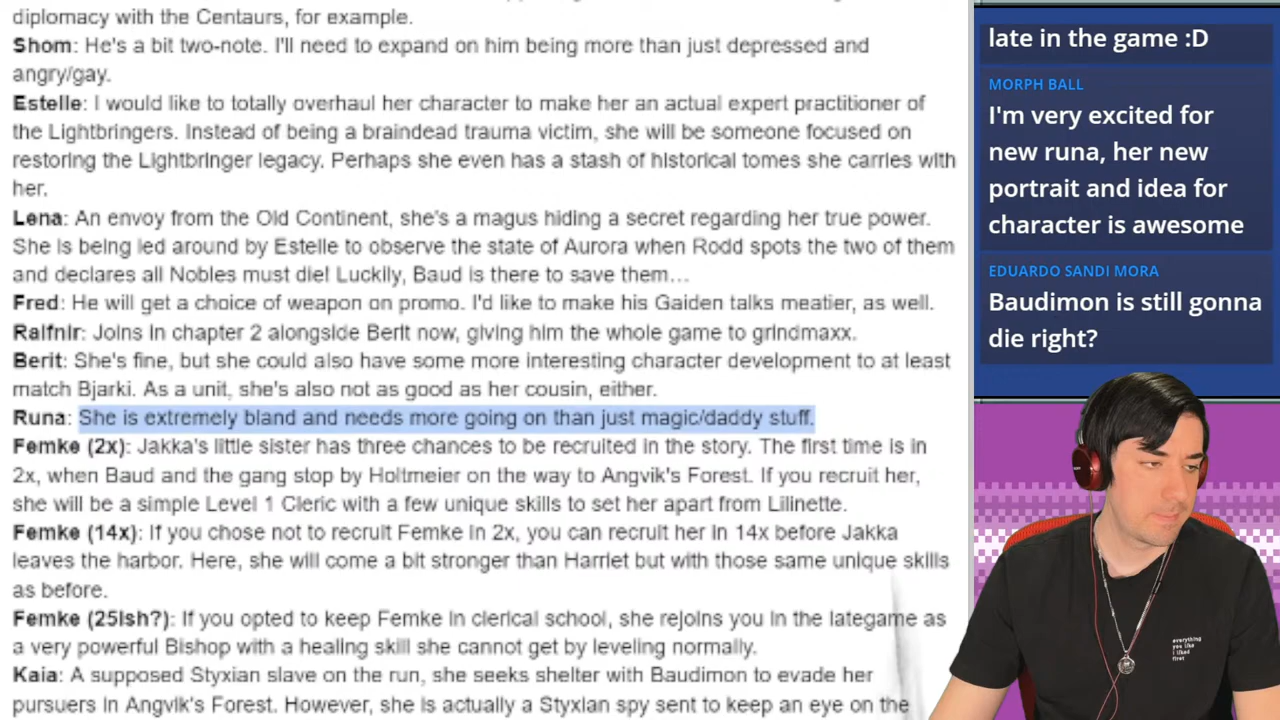 diplomacy with the Centaurs, for example.
Shom: He's a bit two-note. I'll need to expand on him being more than just depressed and
angry/gay.
Estelle: I would like to totally overhaul her character to make her an actual expert practitioner of
the Lightbringers. Instead of being a braindead trauma victim, she will be someone focused on
restoring the Lightbringer legacy. Perhaps she even has a stash of historical tomes she carries with
her.
Lena: An envoy from the Old Continent, she's a magus hiding a secret regarding her true power.
She is being led around by Estelle to observe the state of Aurora when Rodd spots the two of them
and declares all Nobles must die! Luckily, Baud is there to save them…
Fred: He will get a choice of weapon on promo. I'd like to make his Gaiden talks meatier, as well.
Ralfnir: Joins in chapter 2 alongside Berit now, giving him the whole game to grindmaxx.
Berit: She's fine, but she could also have some more interesting character development to at least
match Bjarki. As a unit, she's also not as good as her cousin, either.
Runa: She is extremely bland and needs more going on than just magic/daddy stuff.
Femke (2x): Jakka's little sister has three chances to be recruited in the story. The first time is in
2x, when Baud and the gang stop by Holtmeier on the way to Angvik's Forest. If you recruit her,
she will be a simple Level 1 Cleric with a few unique skills to set her apart from Lilinette.
Femke (14x): If you chose not to recruit Femke in 2x, you can recruit her in 14x before Jakka
leaves the harbor. Here, she will come a bit stronger than Harriet but with those same unique skills
as before.
Femke (25ish?): If you opted to keep Femke in clerical school, she rejoins you in the lategame as
a very powerful Bishop with a healing skill she cannot get by leveling normally.
Kaia: A supposed Styxian slave on the run, she seeks shelter with Baudimon to evade her
pursuers in Angvik's Forest. However, she is actually a Styxian spy sent to keep an eye on the
late in the game :D
MORPH BALL
I'm very excited for
new runa, her new
portrait and idea for
character is awesome
EDUARDO SANDI MORA
Baudimon is still gonna
die right?
everything
you like
i liked
first